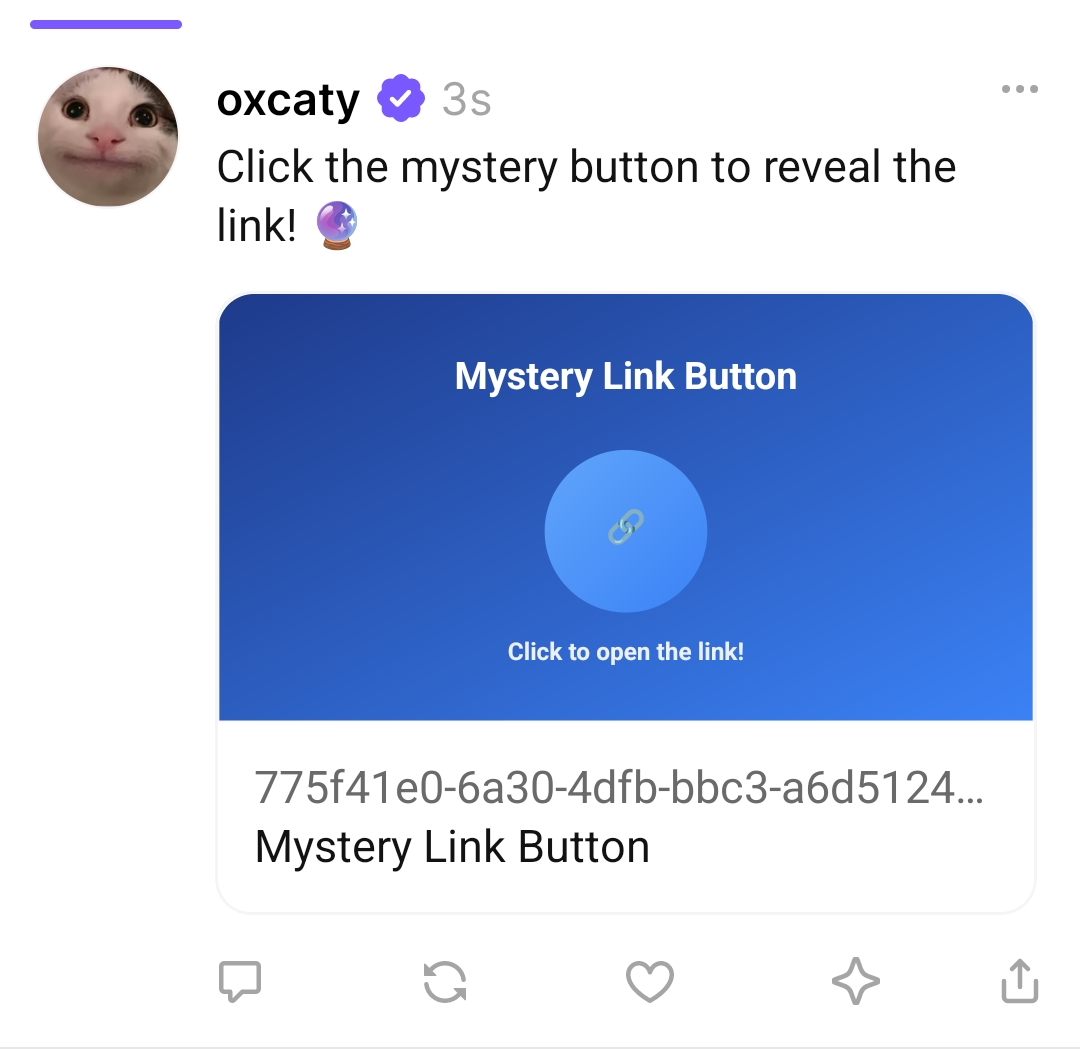 oxcaty 3s
Click the mystery button to reveal the
link! 🔮
Mystery Link Button
Click to open the link!
775f41e0-6a30-4dfb-bbc3-a6d5124...
Mystery Link Button